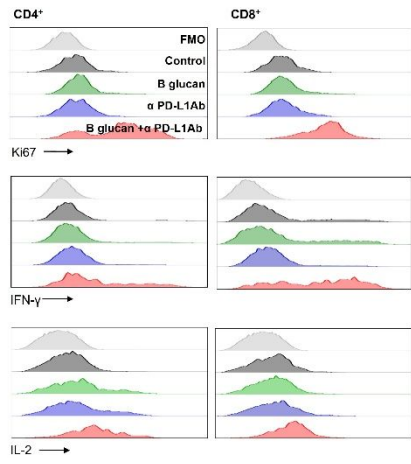 CD4⁺ CD8⁺
FMO
Control
B glucan
α PD-L1Ab
B glucan +α PD-L1Ab
Ki67
IFN-γ
IL-2